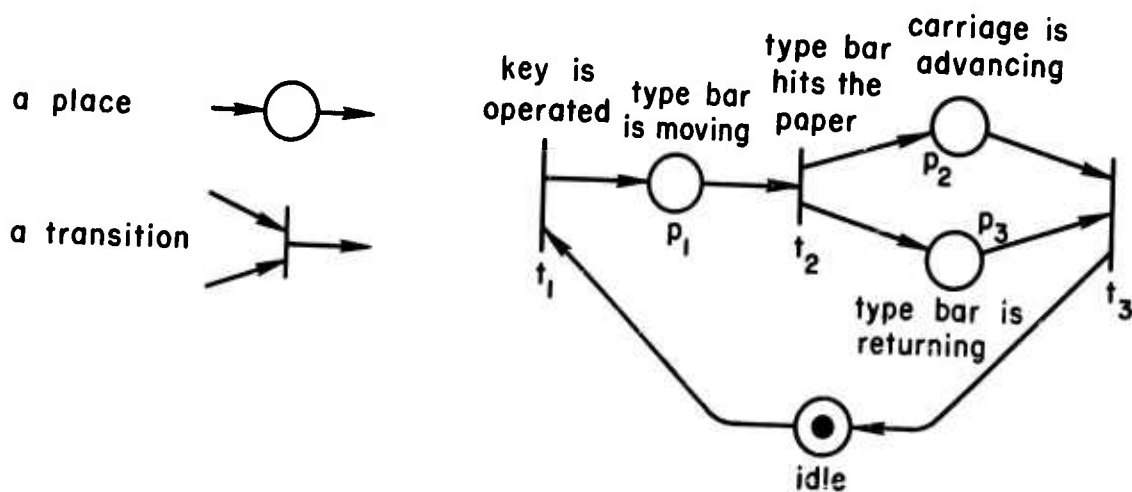 a place
a transition
key is
operated
type bar
is moving
type bar
hits the
paper
carriage is
advancing
p1
p2
p3
t1
t2
t3
type bar is
returning
idle